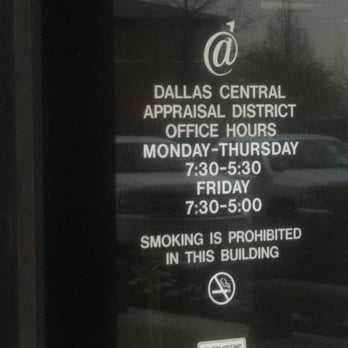 DALLAS CENTRAL
APPRAISAL DISTRICT
OFFICE HOURS
MONDAY-THURSDAY
7:30-5:30
FRIDAY
7:30-5:00
SMOKING IS PROHIBITED
IN THIS BUILDING